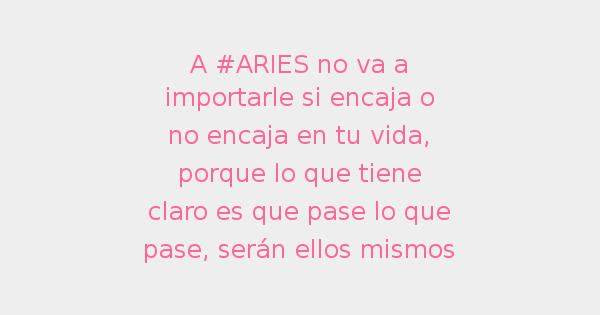 A #ARIES no va a
importarle si encaja o
no encaja en tu vida,
porque lo que tiene
claro es que pase lo que
pase, serán ellos mismos